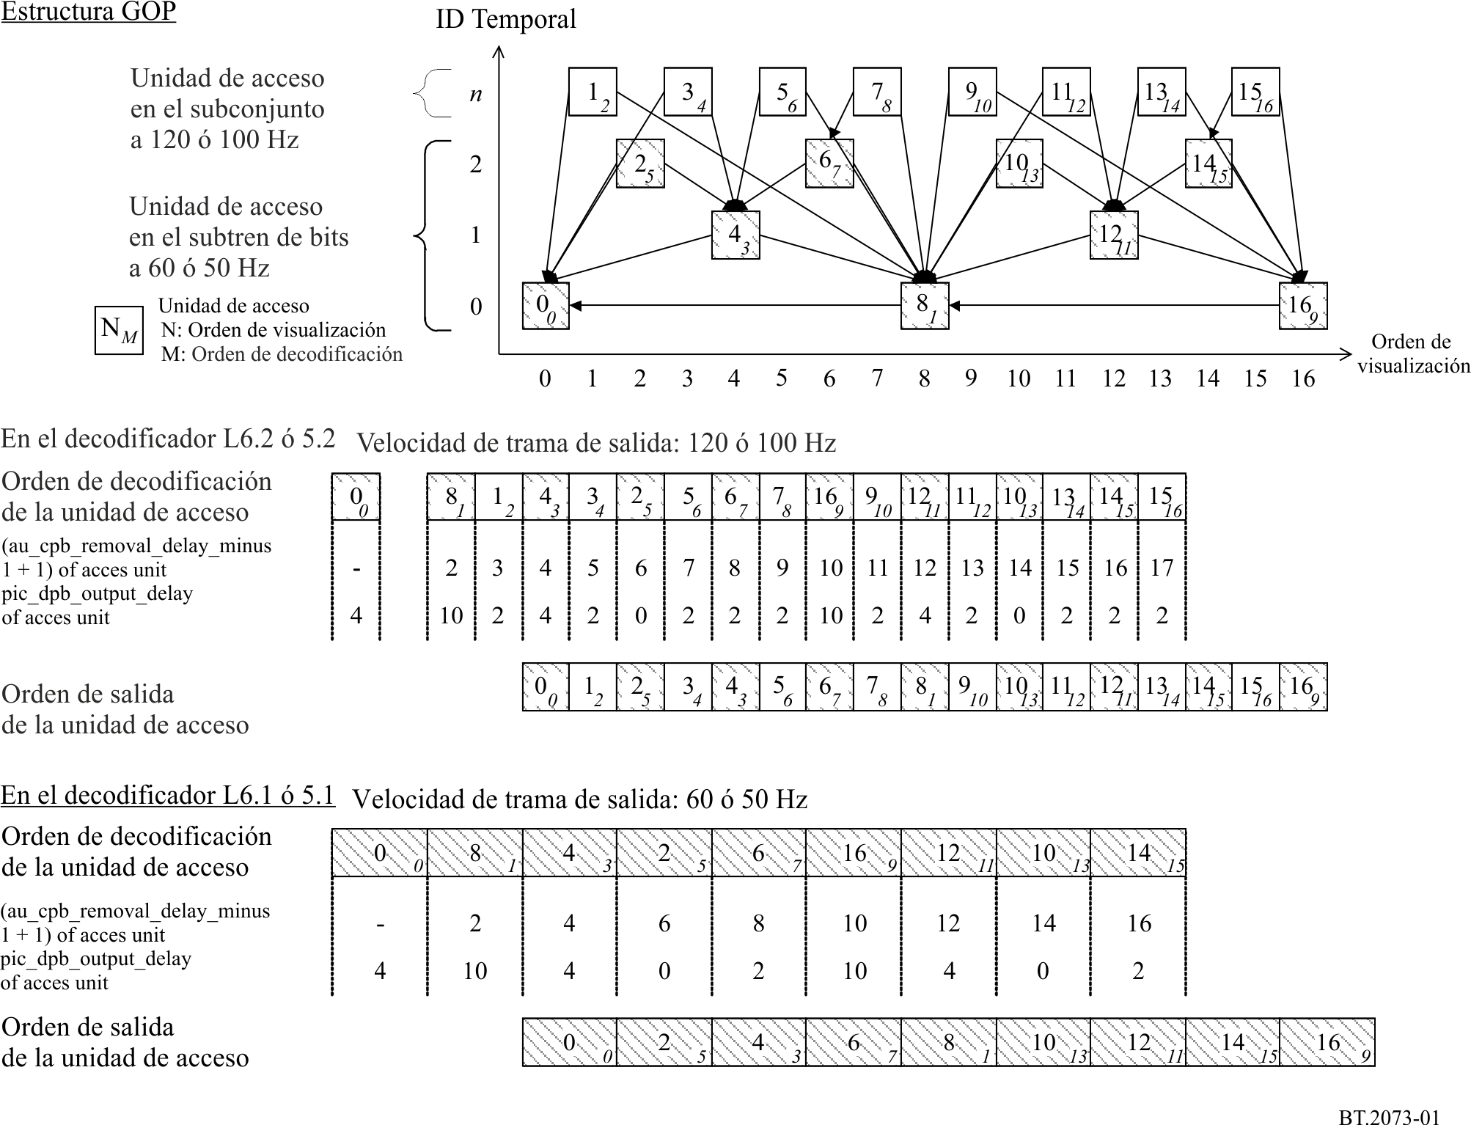 Estructura GOP
ID Temporal
Unidad de acceso
en el subconjunto
a 120 ó 100 Hz
n
1 2
3 4
5 6
7 8
9 10
11 12
13 14
15 16
2
2 5
6 7
10 13
14 15
Unidad de acceso
en el subtren de bits
a 60 ó 50 Hz
1
4 3
12 11
0
0 0
8 1
16 9
N M
Unidad de acceso
N: Orden de visualización
M: Orden de decodificación
Orden de
visualización
0 1 2 3 4 5 6 7 8 9 10 11 12 13 14 15 16
En el decodificador L6.2 ó 5.2 Velocidad de trama de salida: 120 ó 100 Hz
Orden de decodificación
de la unidad de acceso
0 0 8 1 1 2 4 3 3 4 2 5 5 6 6 7 7 8 16 9 9 10 12 11 11 12 10 13 13 14 14 15 15 16
(au_cpb_removal_delay_minus
1 + 1) of acces unit
- 2 3 4 5 6 7 8 9 10 11 12 13 14 15 16 17
pic_dpb_output_delay
of acces unit
4 10 2 4 2 0 2 2 2 10 2 4 2 0 2 2 2
Orden de salida
de la unidad de acceso
0 0 1 2 2 5 3 4 4 3 5 6 6 7 7 8 8 1 9 10 10 13 11 12 12 11 13 14 14 15 15 16 16 9
En el decodificador L6.1 ó 5.1 Velocidad de trama de salida: 60 ó 50 Hz
Orden de decodificación
de la unidad de acceso
0 0 8 1 4 3 2 5 6 7 16 9 12 11 10 13 14 15
(au_cpb_removal_delay_minus
1 + 1) of acces unit
- 2 4 6 8 10 12 14 16
pic_dpb_output_delay
of acces unit
4 10 4 0 2 10 4 0 2
Orden de salida
de la unidad de acceso
0 0 2 5 4 3 6 7 8 1 10 13 12 11 14 15 16 9
BT.2073-01